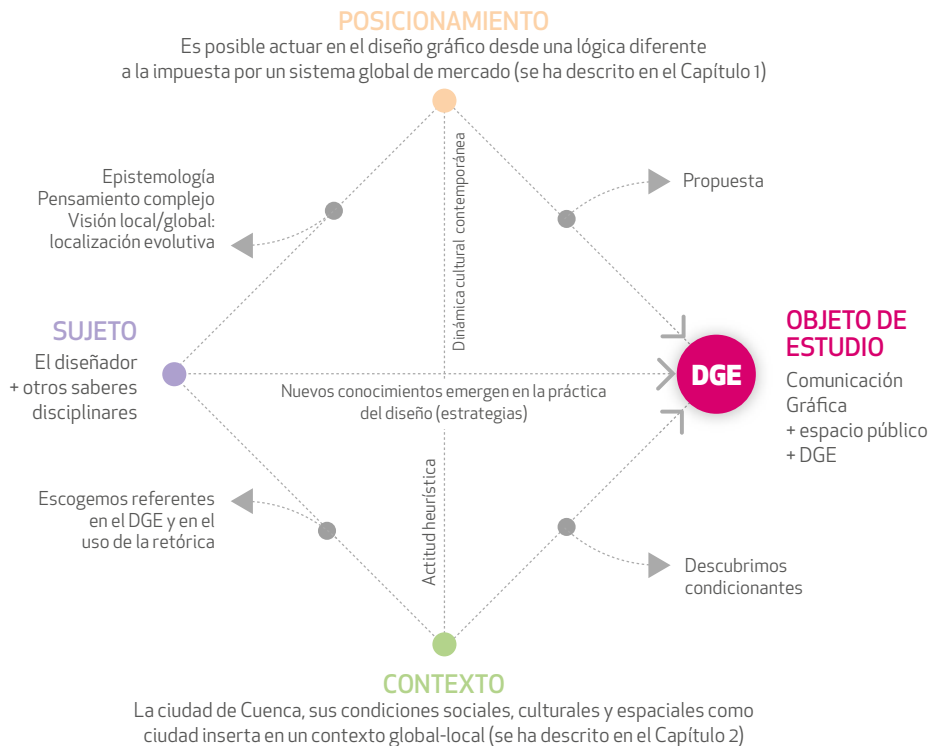 POSICIONAMIENTO
Es posible actuar en el diseño gráfico desde una lógica diferente
a la impuesta por un sistema global de mercado (se ha descrito en el Capítulo 1)
Epistemología
Pensamiento complejo
Visión local/global:
localización evolutiva
Dinámica cultural contemporánea
Propuesta
SUJETO
El diseñador
+ otros saberes
disciplinares
Nuevos conocimientos emergen en la práctica
del diseño (estrategias)
DGE
OBJETO DE
ESTUDIO
Comunicación
Gráfica
+ espacio público
+ DGE
Escogemos referentes
en el DGE y en el
uso de la retórica
Actitud heurística
Descubrimos
condicionantes
CONTEXTO
La ciudad de Cuenca, sus condiciones sociales, culturales y espaciales como
ciudad inserta en un contexto global-local (se ha descrito en el Capítulo 2)